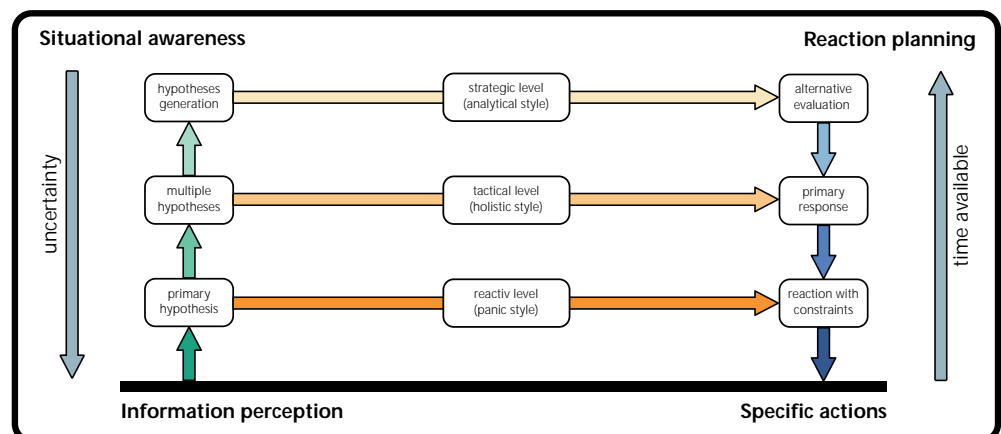 Situational awareness
Reaction planning
hypotheses
generation
strategic level
(analytical style)
alternative
evaluation
uncertainty
multiple
hypotheses
tactical level
(holistic style)
primary
response
time available
primary
hypothesis
reactiv level
(panic style)
reaction with
constraints
Information perception
Specific actions